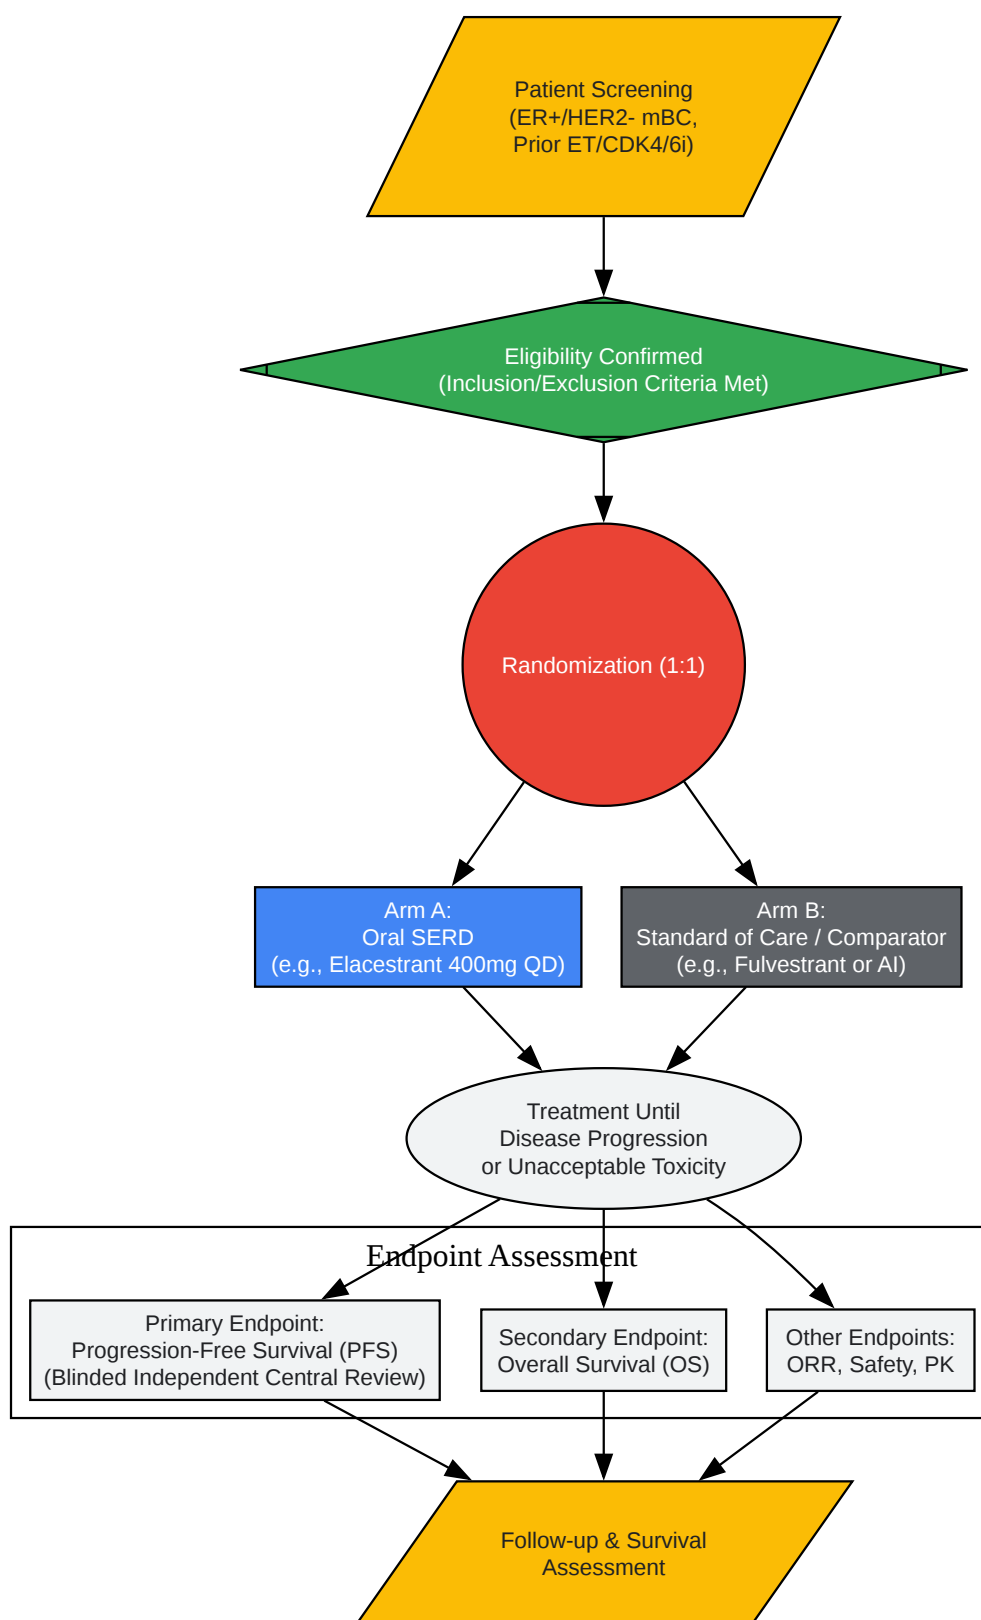 Patient Screening
(ER+/HER2- mBC,
Prior ET/CDK4/6i)
Eligibility Confirmed
(Inclusion/Exclusion Criteria Met)
Randomization (1:1)
Arm A:
Oral SERD
(e.g., Elacestrant 400mg QD)
Arm B:
Standard of Care / Comparator
(e.g., Fulvestrant or AI)
Treatment Until
Disease Progression
or Unacceptable Toxicity
Endpoint Assessment
Primary Endpoint:
Progression-Free Survival (PFS)
(Blinded Independent Central Review)
Secondary Endpoint:
Overall Survival (OS)
Other Endpoints:
ORR, Safety, PK
Follow-up & Survival
Assessment